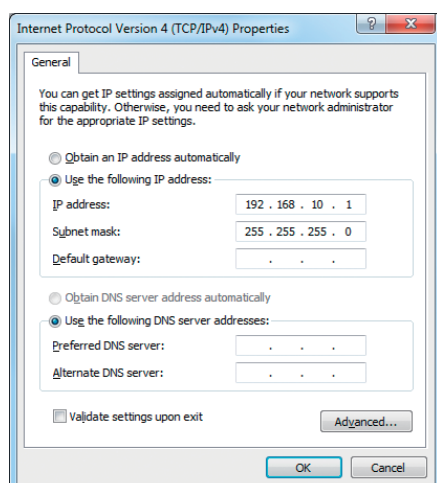 Internet Protocol Version 4 (TCP/IPv4) Properties
General
You can get IP settings assigned automatically if your network supports
this capability. Otherwise, you need to ask your network administrator
for the appropriate IP settings.
Obtain an IP address automatically
Use the following IP address:
IP address: 192 . 168 . 10 . 1
Subnet mask: 255 . 255 . 255 . 0
Default gateway: . . .
Obtain DNS server address automatically
Use the following DNS server addresses:
Preferred DNS server: . . .
Alternate DNS server: . . .
Validate settings upon exit
Advanced...
OK Cancel